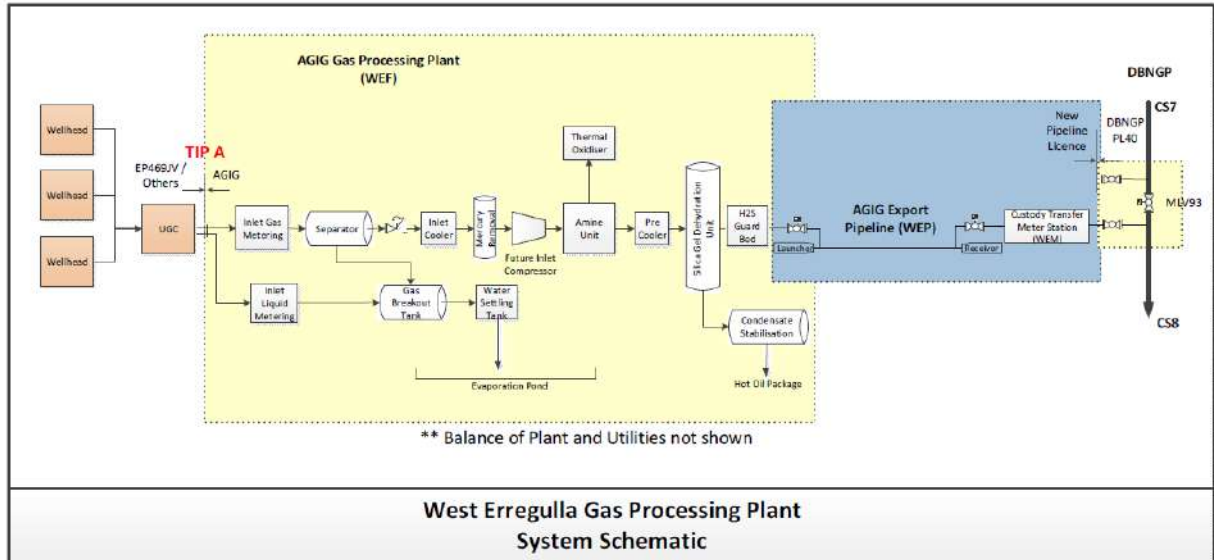 AGIG Gas Processing Plant
(WEF)
DBNGP
CS7
Wellhead
Wellhead
Wellhead
TIP A
EP469JV /
Others
AGIG
UGC
Inlet Gas
Metering
Separator
Inlet
Cooler
Mercury
Removal
Future Inlet
Compressor
Thermal
Oxidiser
Amine
Unit
Pre
Cooler
Silica Gel Dehydration
Unit
H2S
Guard
Bed
Launcher
AGIG Export
Pipeline (WEP)
Receiver
Custody Transfer
Meter Station
(WEM)
New
Pipeline
Licence
DBNGP
PL40
MLV93
CS8
Inlet
Liquid
Metering
Gas
Breakout
Tank
Water
Settling
Tank
Evaporation Pond
Condensate
Stabilisation
Hot Oil Package
** Balance of Plant and Utilities not shown
West Erregulla Gas Processing Plant
System Schematic